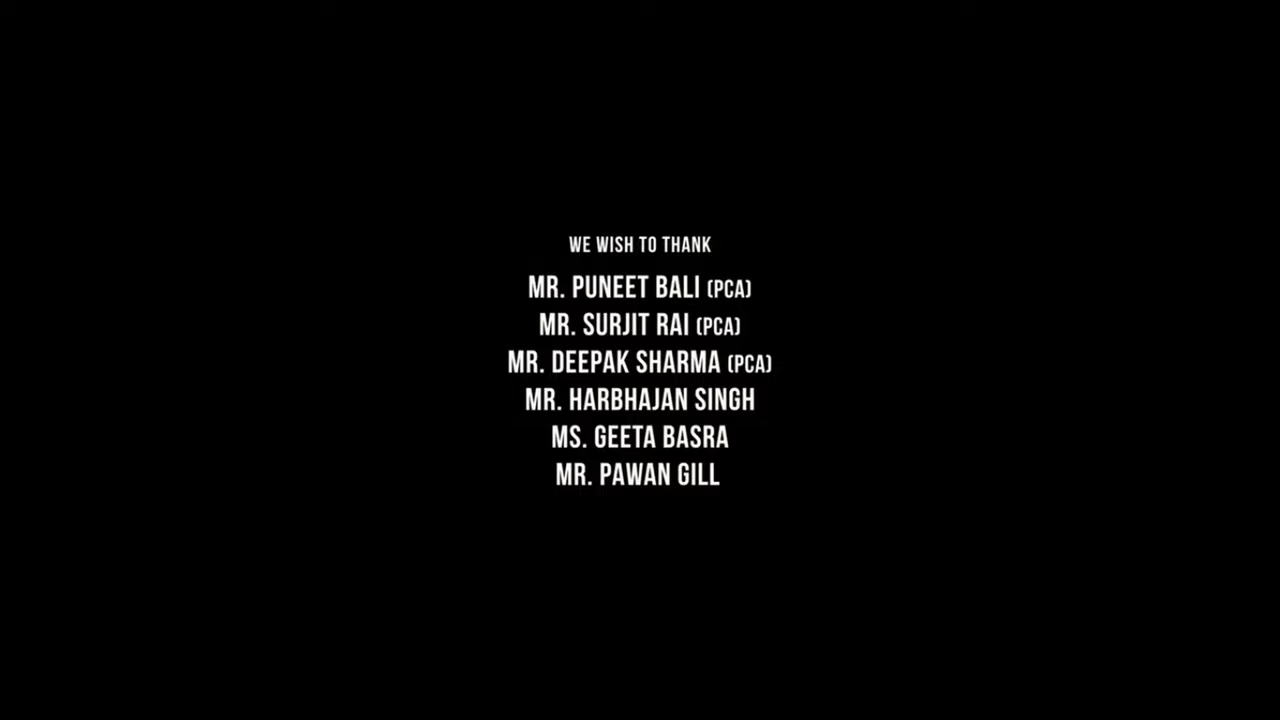 WE WISH TO THANK
MR. PUNEET BALI (PCA)
MR. SURJIT RAI (PCA)
MR. DEEPAK SHARMA (PCA)
MR. HARBHAJAN SINGH
MS. GEETA BASRA
MR. PAWAN GILL